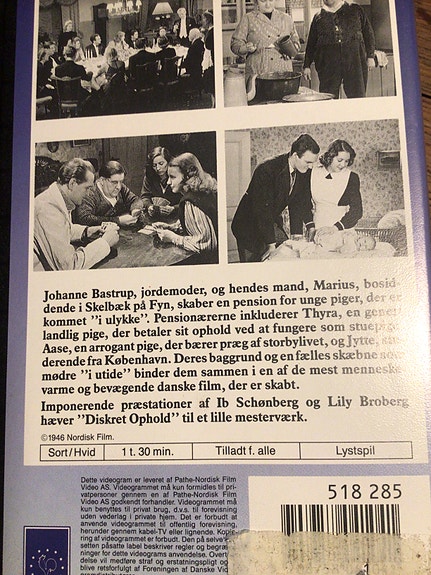 Johanne Bastrup, jordemoder, og hendes mand, Marius, bosid-
dende i Skelbæk på Fyn, skaber en pension for unge piger, der er
kommet "i ulykke". Pensionærerne inkluderer Thyra, en
landlig pige, der betaler sit ophold ved at fungere som
Aase, en arrogant pige, der bærer præg af storbylivet, og Jytte,
derende fra København. Deres baggrund og en fælles skæbne som
mødre "i utide" binder dem sammen i en af de mest
varme og bevægende danske film, der er skabt.
Imponerende præstationer af Ib Schønberg og Lily Broberg
hæver "Diskret Ophold" til et lille mesterværk.
©1946 Nordisk Film.
Sort/Hvid 1 t. 30 min. Tilladt f. alle Lystspil
Dette videogram er leveret af Pathe-Nordisk Film
Video AS. Videogrammet må kun formidles til pri-
vatpersoner gennem en af Pathe-Nordisk Film
Video AS godkendt forhandler. Videogrammet må
kun benyttes til privat brug, d.v.s. til forevisning
uden vederlag i privat hjem. Det er forbudt at
anvende videogrammet til offentlig forevisning,
herunder gennem kabel-TV eller lignende. Kopie-
ring af videogrammet er forbudt. Den på
sætten påsatte label beskriver regler og begræn-
ninger for dette videograms anvendelse.
delse vil medføre straf og erstatningspligt og
blive retsforfulgt af Foreningen af Danske
518 285